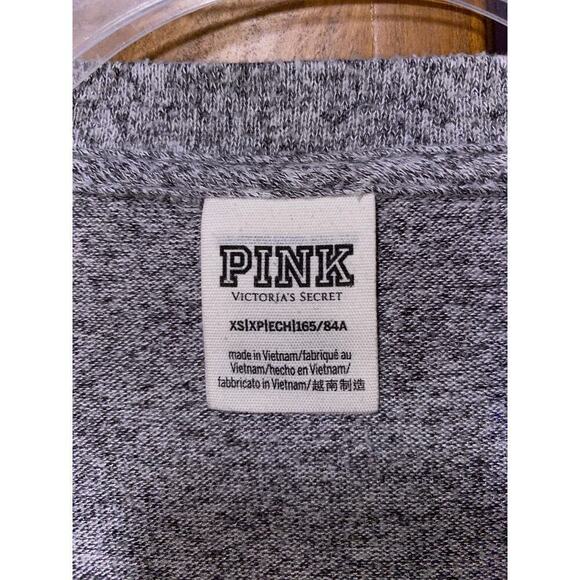 PINK
VICTORIA'S SECRET
XS|XP|ECH|165/84A
made in Vietnam/fabriqué au
Vietnam/hecho en Vietnam/
fabbricato in Vietnam/越南制造